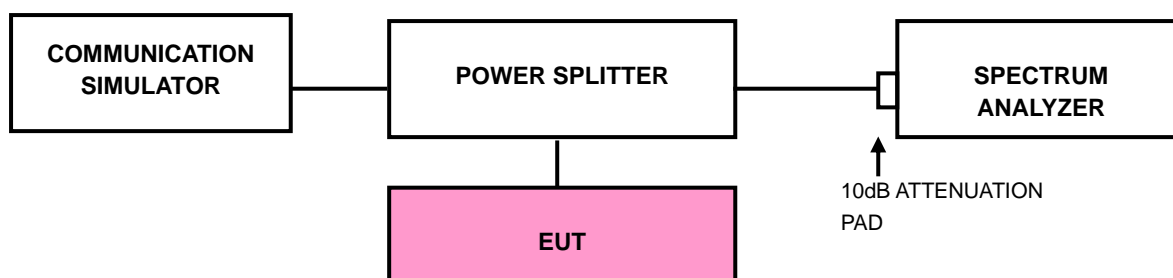 COMMUNICATION
SIMULATOR
POWER SPLITTER
SPECTRUM
ANALYZER
10dB ATTENUATION
PAD
EUT